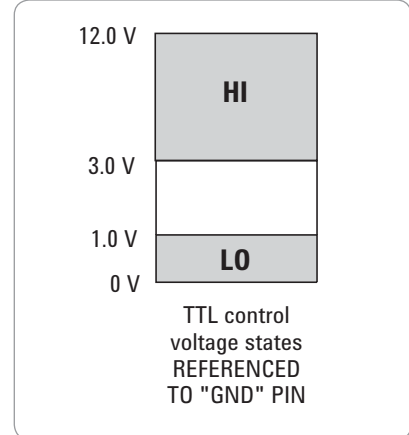 12.0 V
HI
3.0 V
1.0 V
LO
0 V
TTL control
voltage states
REFERENCED
TO "GND" PIN